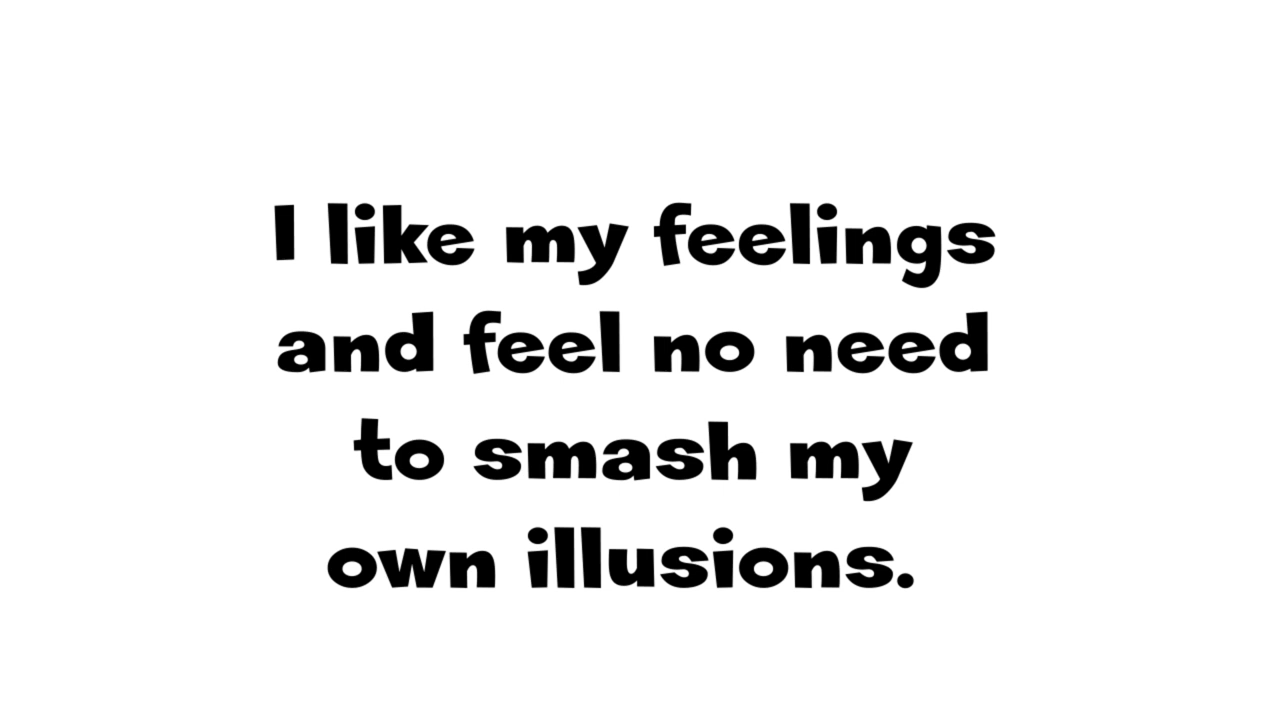 I like my feelings
and feel no need
to smash my
own illusions.